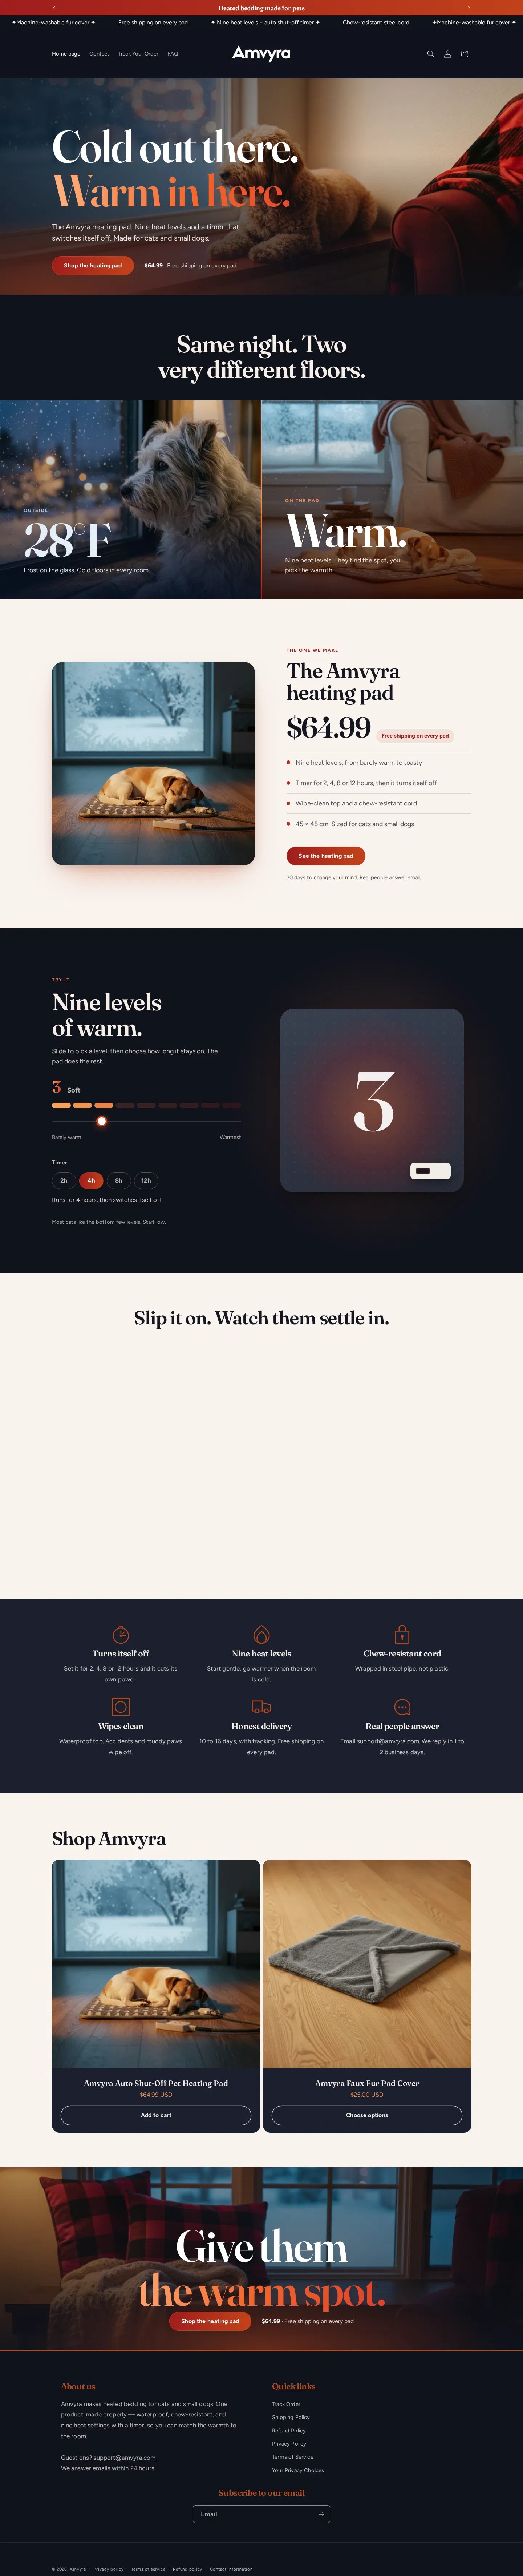 Heated bedding made for pets
✦Machine-washable fur cover ✦ Free shipping on every pad ✦ Nine heat levels + auto shut-off timer ✦ Chew-resistant steel cord ✦Machine-washable fur cover ✦
Home page Contact Track Your Order FAQ
Amvyra
Cold out there.
Warm in here.
The Amvyra heating pad. Nine heat levels and a timer that
switches itself off. Made for cats and small dogs.
Shop the heating pad
$64.99 · Free shipping on every pad
Same night. Two
very different floors.
OUTSIDE
28°F
Frost on the glass. Cold floors in every room.
ON THE PAD
Warm.
Nine heat levels. They find the spot, you
pick the warmth.
THE ONE WE MAKE
The Amvyra
heating pad
$64.99 Free shipping on every pad
Nine heat levels, from barely warm to toasty
Timer for 2, 4, 8 or 12 hours, then it turns itself off
Wipe-clean top and a chew-resistant cord
45 × 45 cm. Sized for cats and small dogs
See the heating pad
30 days to change your mind. Real people answer email.
TRY IT
Nine levels
of warm.
Slide to pick a level, then choose how long it stays on. The
pad does the rest.
3 Soft
Barely warm Warmest
Timer
2h 4h 8h 12h
Runs for 4 hours, then switches itself off.
Most cats like the bottom few levels. Start low.
3
Slip it on. Watch them settle in.
Turns itself off
Set it for 2, 4, 8 or 12 hours and it cuts its
own power.
Nine heat levels
Start gentle, go warmer when the room
is cold.
Chew-resistant cord
Wrapped in steel pipe, not plastic.
Wipes clean
Waterproof top. Accidents and muddy paws
wipe off.
Honest delivery
10 to 16 days, with tracking. Free shipping on
every pad.
Real people answer
Email support@amvyra.com. We reply in 1 to
2 business days.
Shop Amvyra
Amvyra Auto Shut-Off Pet Heating Pad
$64.99 USD
Add to cart
Amvyra Faux Fur Pad Cover
$25.00 USD
Choose options
Give them
the warm spot.
Shop the heating pad
$64.99 · Free shipping on every pad
About us
Amvyra makes heated bedding for cats and small dogs. One
product, made properly — waterproof, chew-resistant, and
nine heat settings with a timer, so you can match the warmth to
the room.
Questions? support@amvyra.com
We answer emails within 24 hours
Quick links
Track Order
Shipping Policy
Refund Policy
Privacy Policy
Terms of Service
Your Privacy Choices
Subscribe to our email
Email
© 2026, Amvyra · Privacy policy · Terms of service · Refund policy · Contact information